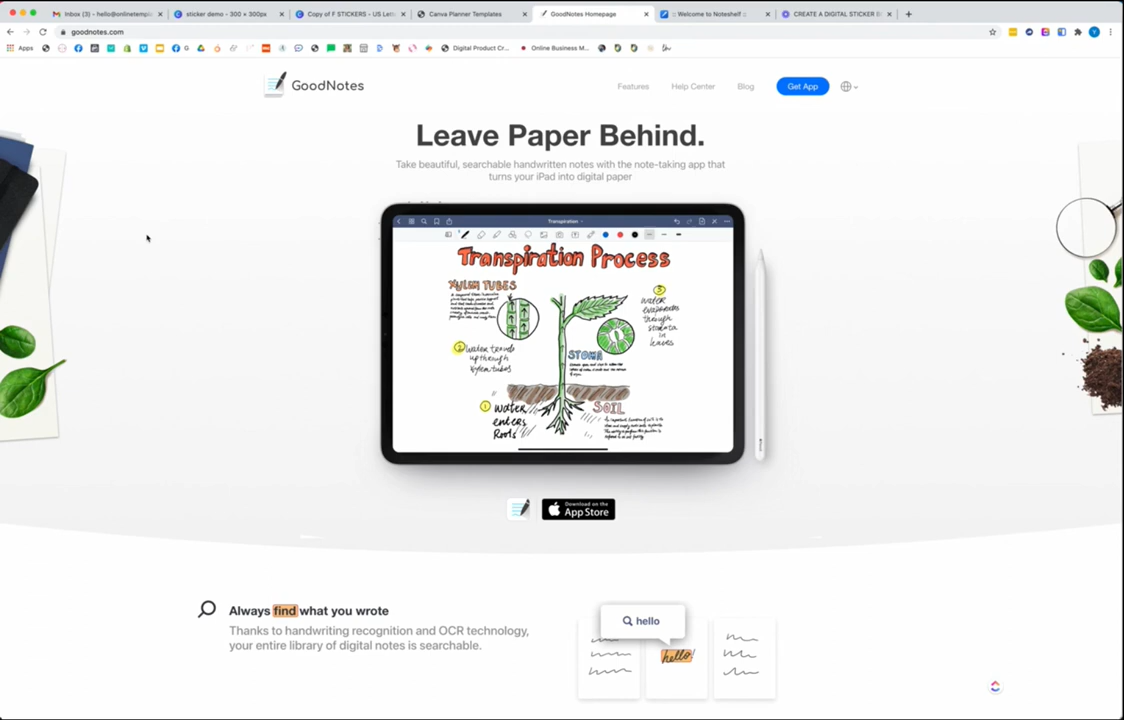 Inbox (3) - hello@onlinetempla
sticker demo - 300 × 300px
Copy of F STICKERS - US Lett
Canva Planner Templates
GoodNotes Homepage
:: Welcome to Noteshelf
CREATE A DIGITAL STICKER B
goodnotes.com
Apps
G
Digital Product Cr...
Online Business M...
GoodNotes
Features
Help Center
Blog
Get App
Leave Paper Behind.
Take beautiful, searchable handwritten notes with the note-taking app that
turns your iPad into digital paper
Transpiration
Transpiration Process
XYLEM TUBES
3
water
evaporates
through
stomata
in
leaves
2 water travels
up through
xylem tubes
STOMA
1 water
enters
Roots
SOIL
Download on the
App Store
Always find what you wrote
Thanks to handwriting recognition and OCR technology,
your entire library of digital notes is searchable.
hello
hello!